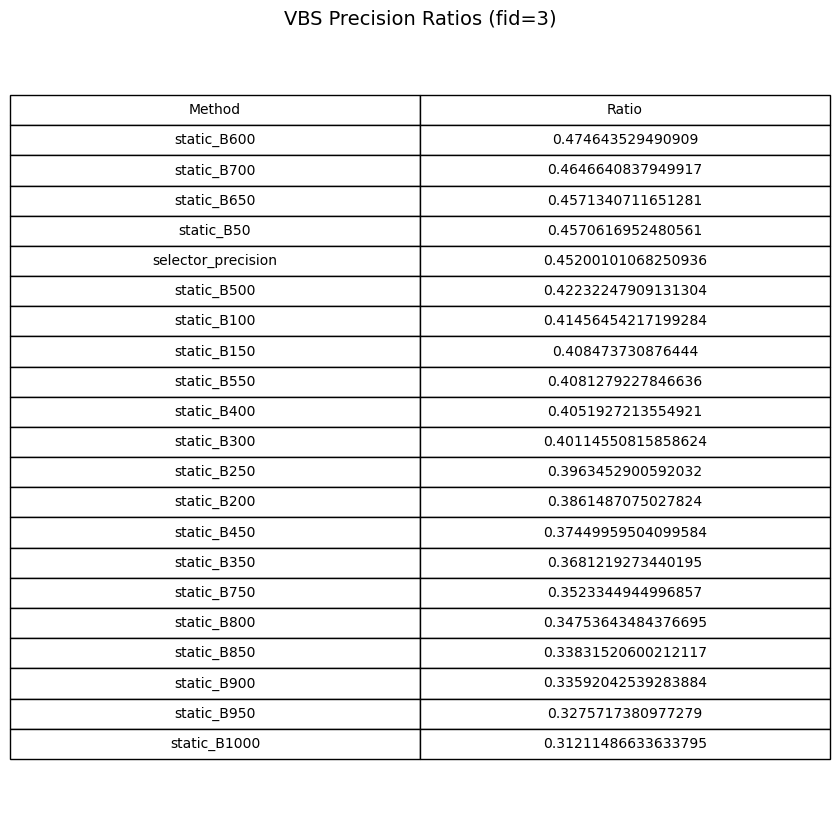 VBS Precision Ratios (fid=3)
Method Ratio
static_B600 0.474643529490909
static_B700 0.4646640837949917
static_B650 0.4571340711651281
static_B50 0.4570616952480561
selector_precision 0.45200101068250936
static_B500 0.42232247909131304
static_B100 0.41456454217199284
static_B150 0.408473730876444
static_B550 0.4081279227846636
static_B400 0.4051927213554921
static_B300 0.40114550815858624
static_B250 0.3963452900592032
static_B200 0.3861487075027824
static_B450 0.37449959504099584
static_B350 0.3681219273440195
static_B750 0.3523344944996857
static_B800 0.34753643484376695
static_B850 0.33831520600212117
static_B900 0.33592042539283884
static_B950 0.3275717380977279
static_B1000 0.31211486633633795